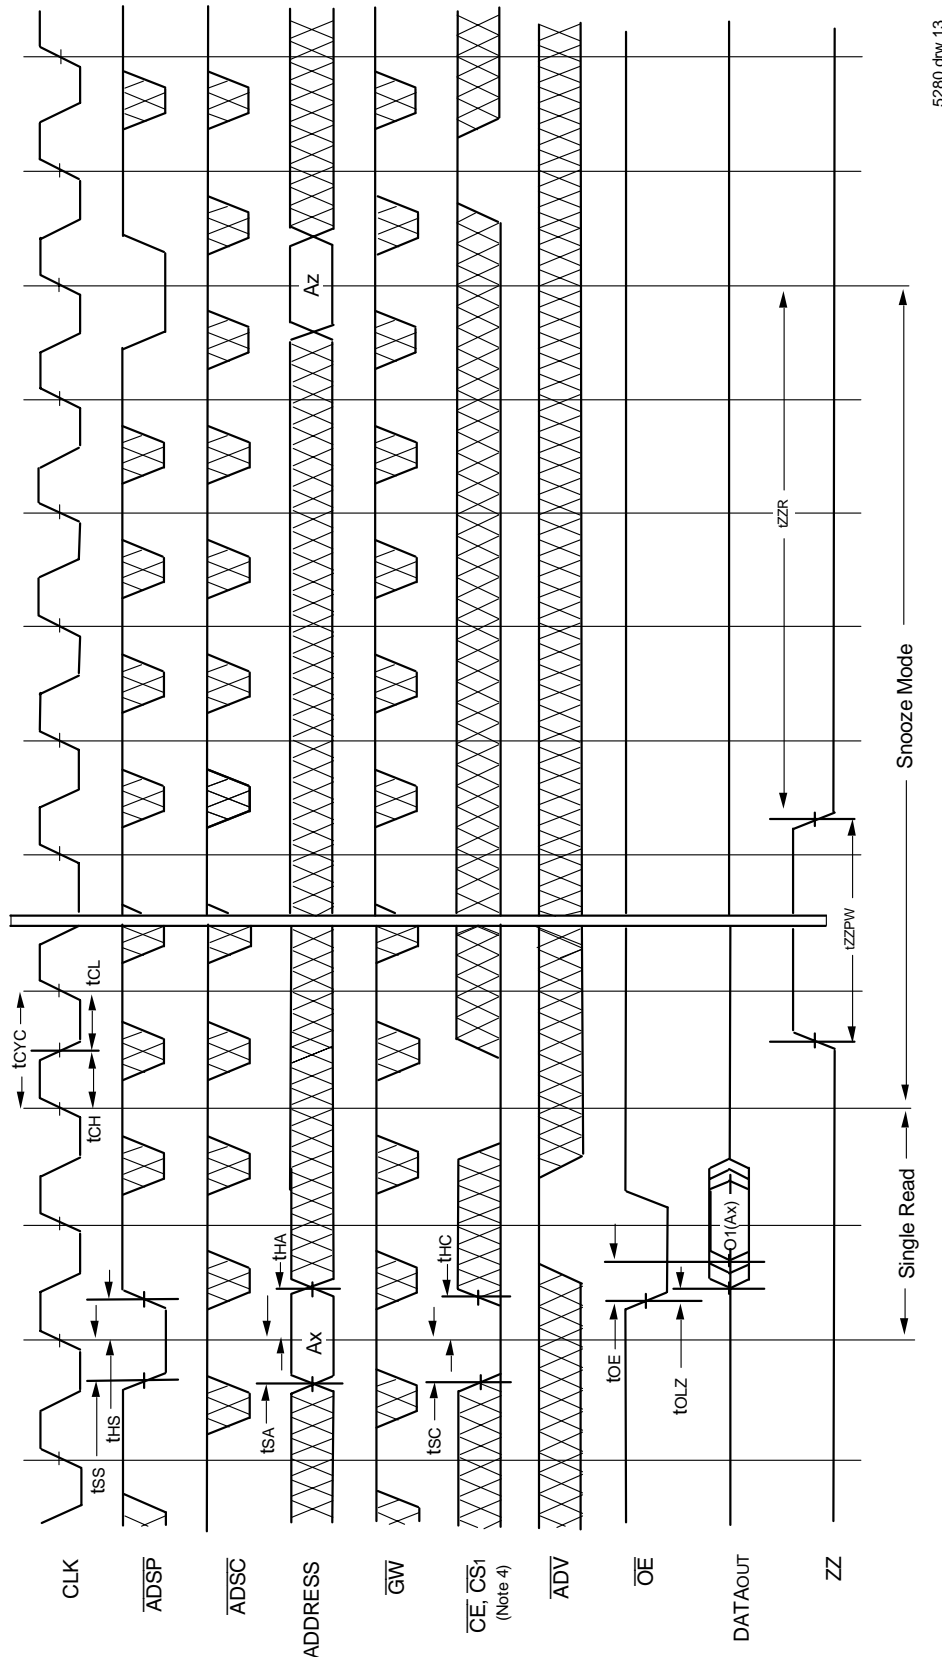 CLK
tSS
tHS
tCH
tCYC
tCL
ADSP
ADSC
ADDRESS
tSA
Ax
tHA
Az
GW
CE, CS1
(Note 4)
tSC
tHC
ADV
OE
tOE
tOLZ
DATAOUT
O1(Ax)
ZZ
tZZPW
tZZR
Single Read
Snooze Mode
5280 drw 13